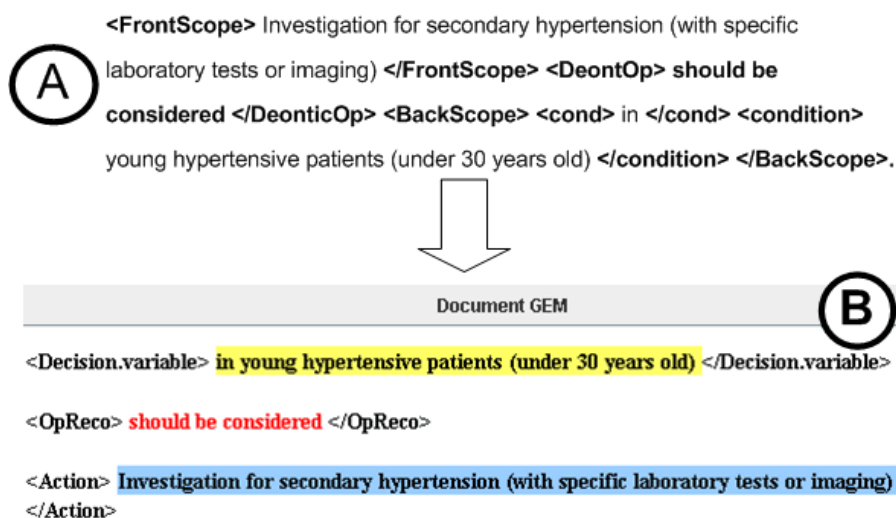 <FrontScope> Investigation for secondary hypertension (with specific
A
laboratory tests or imaging) </FrontScope> <DeontOp> should be
considered </DeonticOp> <BackScope> <cond> in </cond> <condition>
young hypertensive patients (under 30 years old) </condition> </BackScope>.
Document GEM
B
<Decision.variable> in young hypertensive patients (under 30 years old) </Decision.variable>
<OpReco> should be considered </OpReco>
<Action> Investigation for secondary hypertension (with specific laboratory tests or imaging)
</Action>